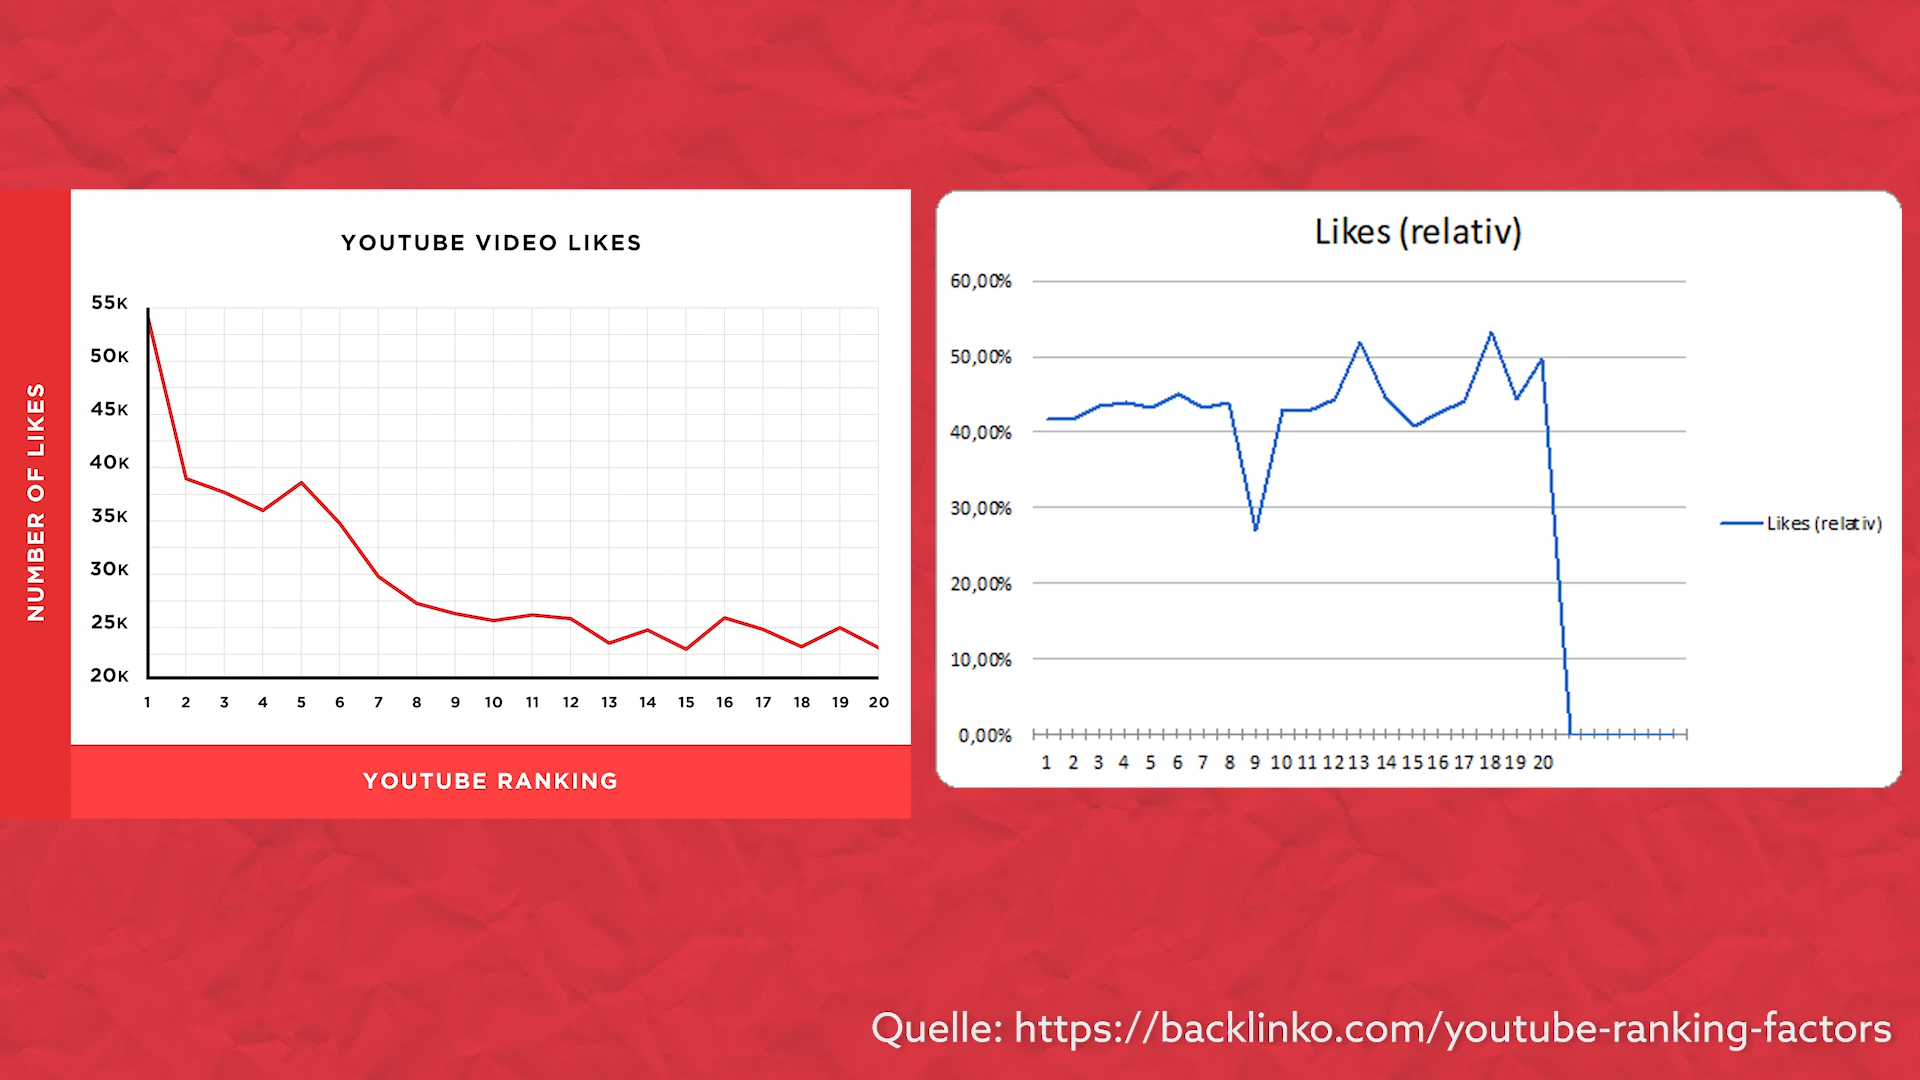 YOUTUBE VIDEO LIKES
NUMBER OF LIKES
55K
50K
45K
40K
35K
30K
25K
20K
1 2 3 4 5 6 7 8 9 10 11 12 13 14 15 16 17 18 19 20
YOUTUBE RANKING
Likes (relativ)
60,00%
50,00%
40,00%
30,00%
20,00%
10,00%
0,00%
1 2 3 4 5 6 7 8 9 10 11 12 13 14 15 16 17 18 19 20
Likes (relativ)
Quelle: https://backlinko.com/youtube-ranking-factors